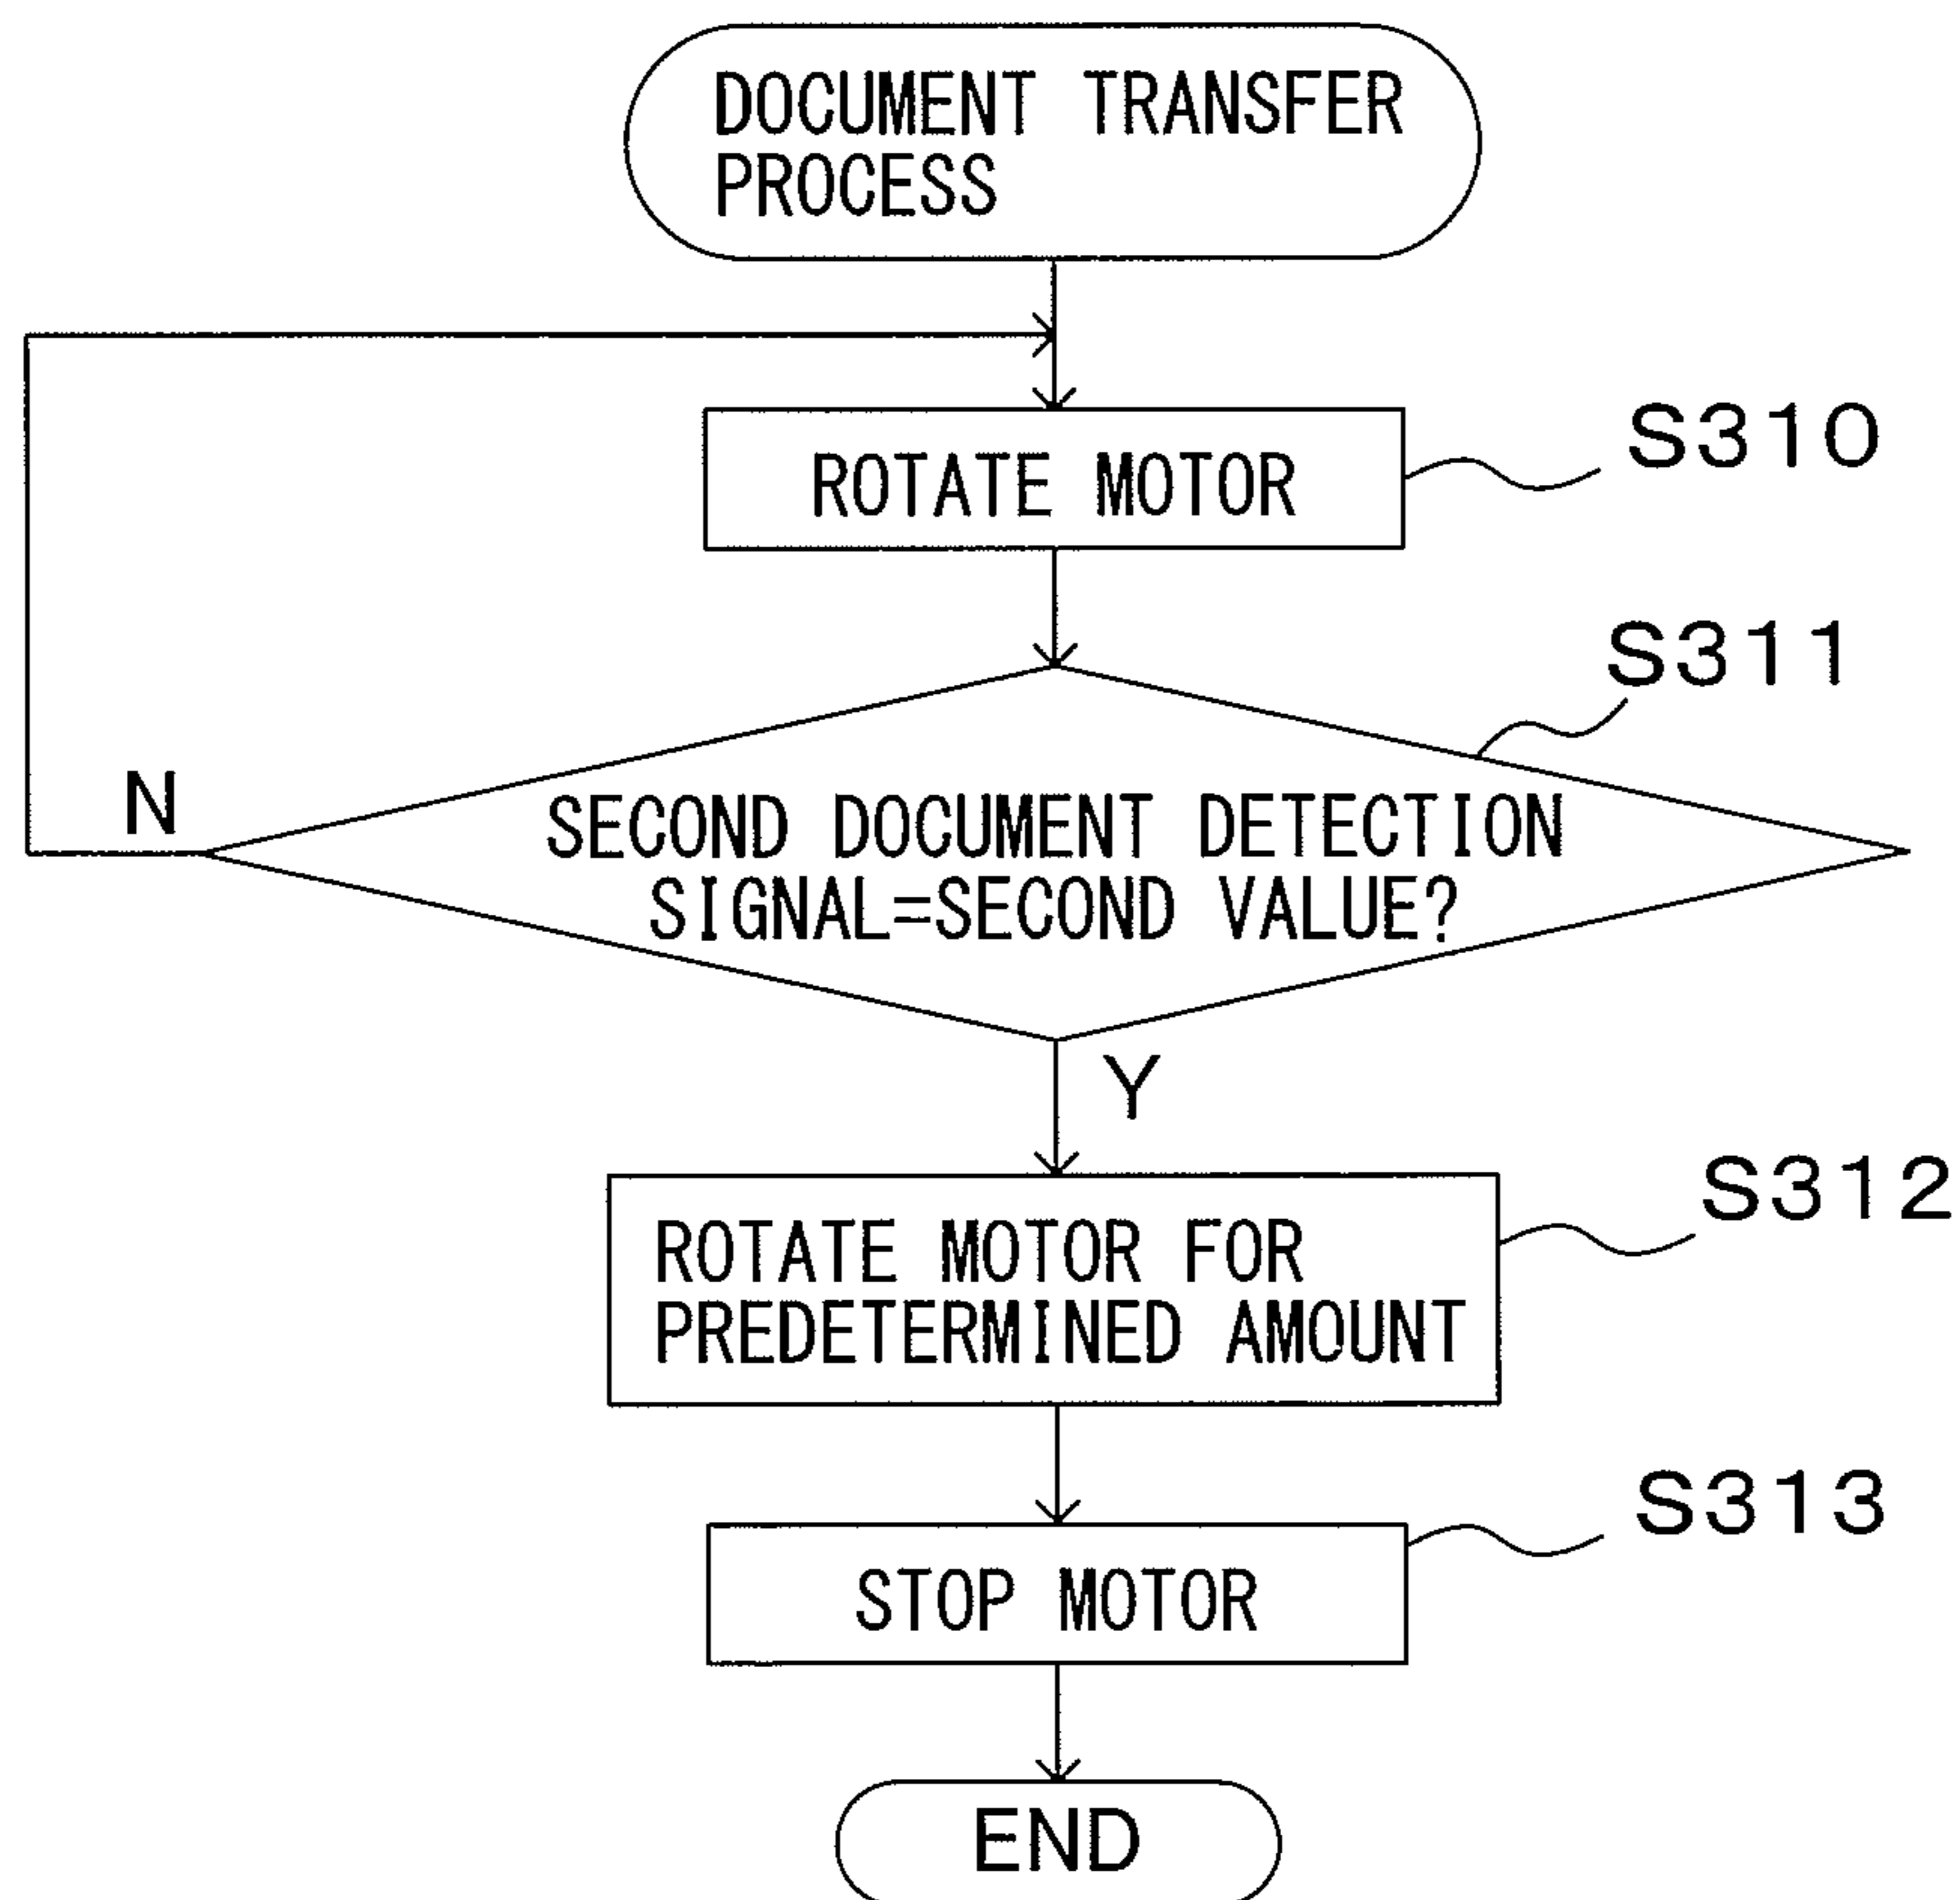 DOCUMENT TRANSFER
PROCESS
ROTATE MOTOR
S310
S311
N
SECOND DOCUMENT DETECTION
SIGNAL=SECOND VALUE?
Y
S312
ROTATE MOTOR FOR
PREDETERMINED AMOUNT
S313
STOP MOTOR
END